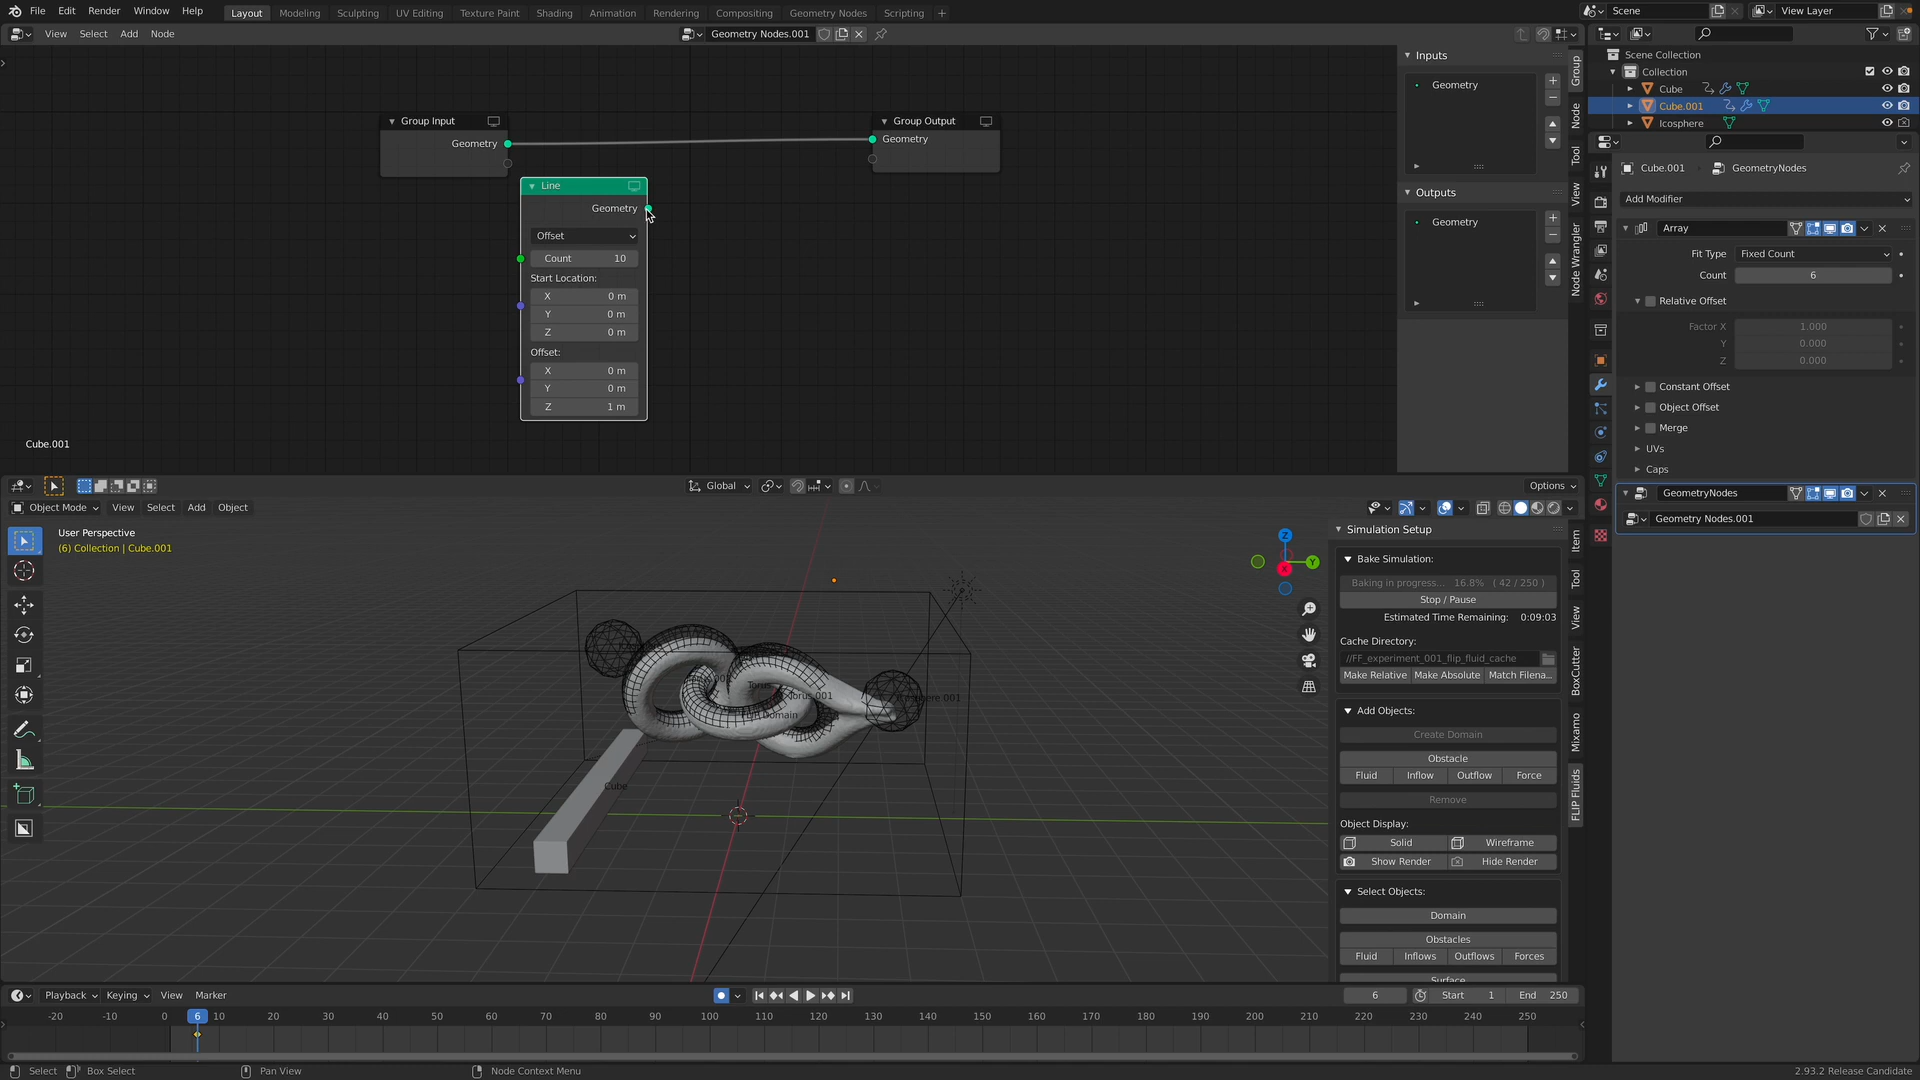 File Edit Render Window Help Layout Modeling Sculpting UV Editing Texture Paint Shading Animation Rendering Compositing Geometry Nodes Scripting + Scene View Layer
View Select Add Node Geometry Nodes.001
Scene Collection
Collection
Cube
Cube.001
Icosphere
Inputs
Geometry
Outputs
Geometry
Group
Node
Tool
View
Node Wrangler
Group Input
Geometry
Group Output
Geometry
Line
Geometry
Offset
Count 10
Start Location:
X 0 m
Y 0 m
Z 0 m
Offset:
X 0 m
Y 0 m
Z 1 m
Cube.001
Cube.001 GeometryNodes
Add Modifier
Array
Fit Type Fixed Count
Count 6
Relative Offset
Factor X 1.000
Y 0.000
Z 0.000
Constant Offset
Object Offset
Merge
UVs
Caps
GeometryNodes
Geometry Nodes.001
Global Options
Object Mode View Select Add Object
User Perspective
(6) Collection | Cube.001
Z
Y
X
Torus
Torus.001
Domain
Cube
Simulation Setup
Bake Simulation:
Baking in progress... 16.8% ( 42 / 250 )
Stop / Pause
Estimated Time Remaining: 0:09:03
Cache Directory:
//FF_experiment_001_flip_fluid_cache
Make Relative Make Absolute Match Filena...
Add Objects:
Create Domain
Obstacle
Fluid Inflow Outflow Force
Remove
Object Display:
Solid Wireframe
Show Render Hide Render
Select Objects:
Domain
Obstacles
Fluid Inflows Outflows Forces
Surface
Item
Tool
View
BoxCutter
Mixamo
FLIP Fluids
Playback Keying View Marker 6 Start 1 End 250
-20 -10 0 6 10 20 30 40 50 60 70 80 90 100 110 120 130 140 150 160 170 180 190 200 210 220 230 240 250
Select Box Select Pan View Node Context Menu 2.93.2 Release Candidate